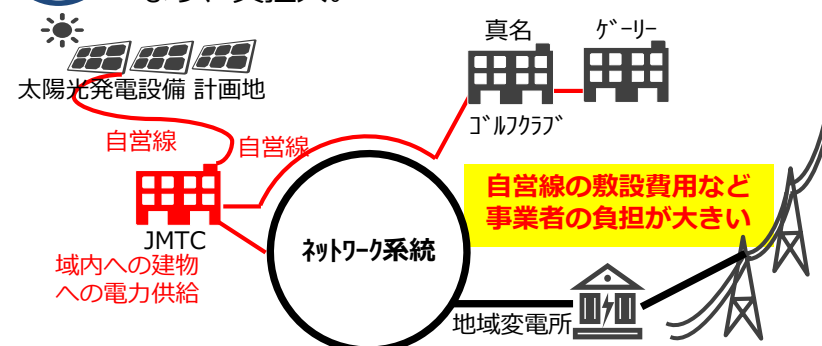 太陽光発電設備 計画地
真名
ｹﾞｰﾘｰ
ｺﾞﾙﾌｸﾗﾌﾞ
自営線
自営線
自営線の敷設費用など
事業者の負担が大きい
JMTC
ﾈｯﾄﾜｰｸ系統
域内への建物
への電力供給
地域変電所